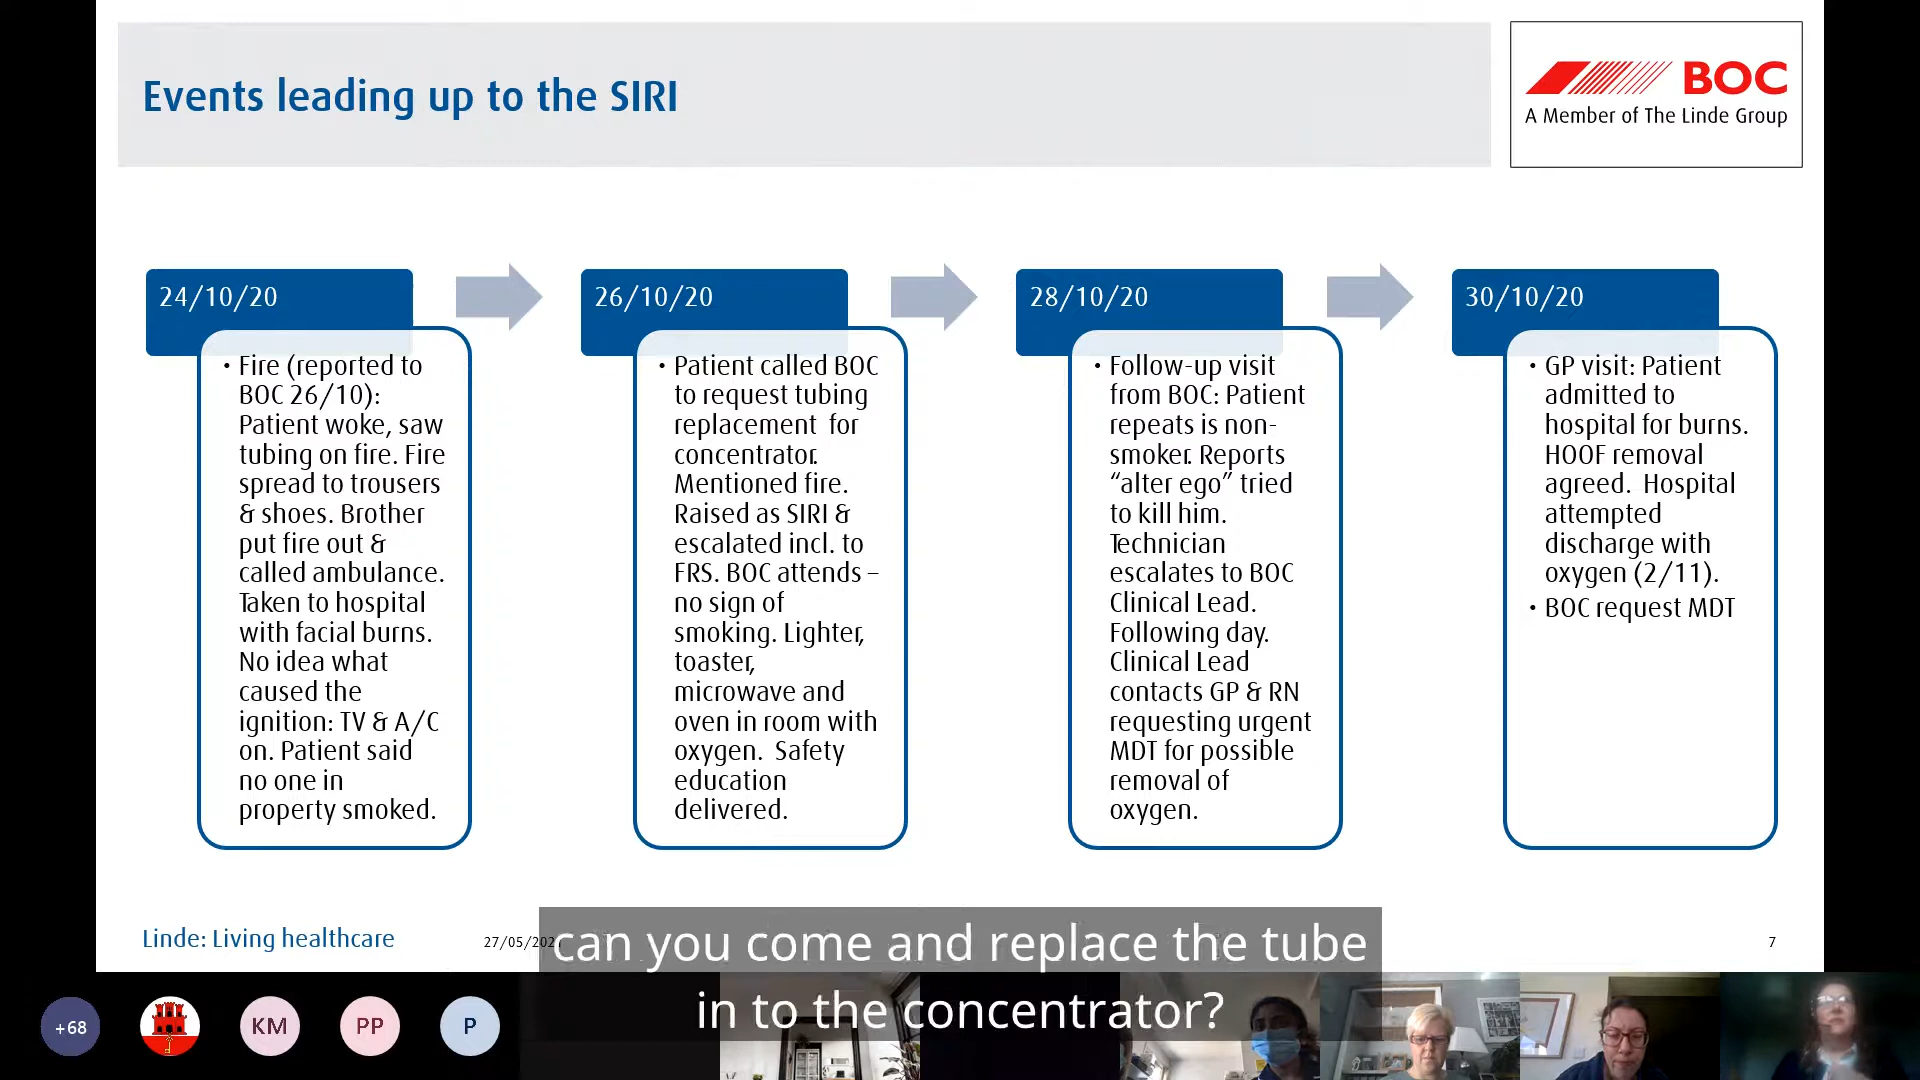 Events leading up to the SIRI
BOC
A Member of The Linde Group
24/10/20
• Fire (reported to
BOC 26/10):
Patient woke, saw
tubing on fire. Fire
spread to trousers
& shoes. Brother
put fire out &
called ambulance.
Taken to hospital
with facial burns.
No idea what
caused the
ignition: TV & A/C
on. Patient said
no one in
property smoked.
26/10/20
• Patient called BOC
to request tubing
replacement for
concentrator.
Mentioned fire.
Raised as SIRI &
escalated incl. to
FRS. BOC attends –
no sign of
smoking. Lighter,
toaster,
microwave and
oven in room with
oxygen. Safety
education
delivered.
28/10/20
• Follow-up visit
from BOC: Patient
repeats is non-
smoker. Reports
“alter ego” tried
to kill him.
Technician
escalates to BOC
Clinical Lead.
Following day.
Clinical Lead
contacts GP & RN
requesting urgent
MDT for possible
removal of
oxygen.
30/10/20
• GP visit: Patient
admitted to
hospital for burns.
HOOF removal
agreed. Hospital
attempted
discharge with
oxygen (2/11).
• BOC request MDT
Linde: Living healthcare
7
can you come and replace the tube
in to the concentrator?
+68
KM
PP
P